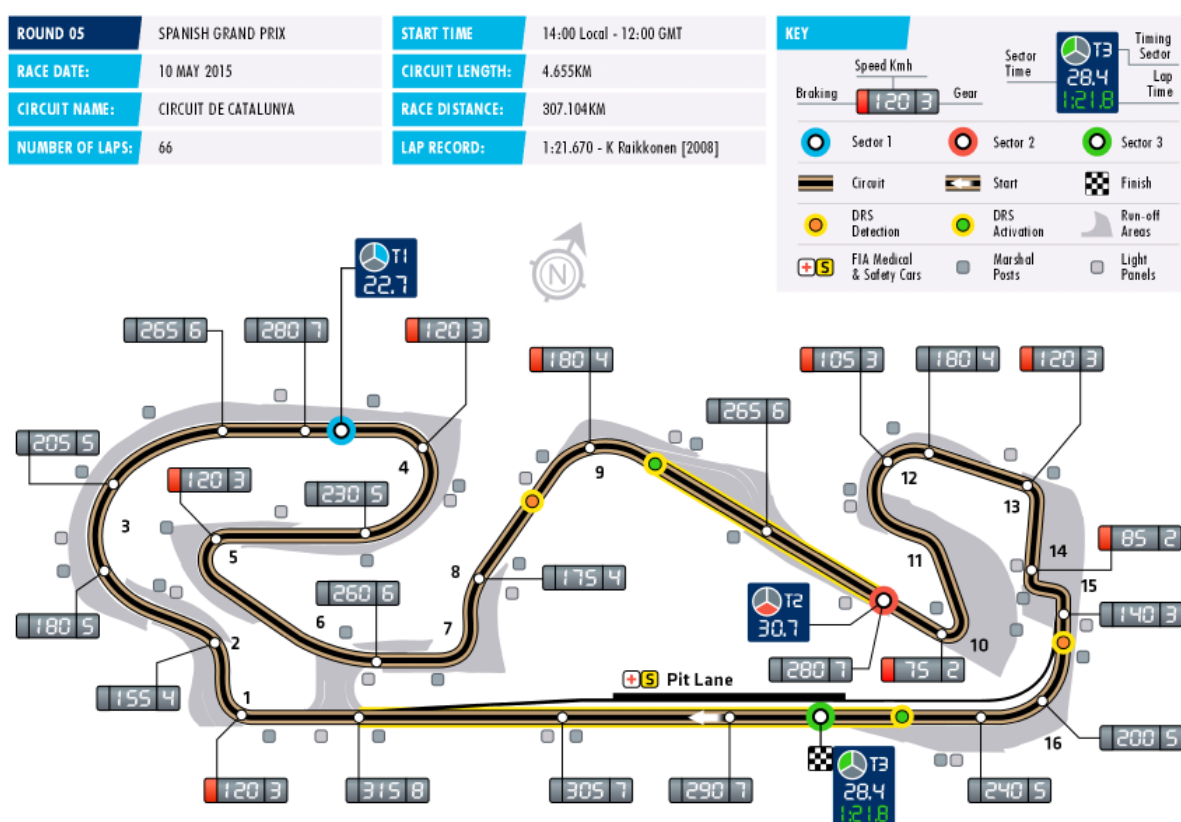 ROUND 05 SPANISH GRAND PRIX
RACE DATE: 10 MAY 2015
CIRCUIT NAME: CIRCUIT DE CATALUNYA
NUMBER OF LAPS: 66
START TIME 14:00 Local - 12:00 GMT
CIRCUIT LENGTH: 4.655KM
RACE DISTANCE: 307.104KM
LAP RECORD: 1:21.670 - K Raikkonen [2008]
KEY
Speed Kmh
Braking 120 3 Gear
Sector Time
T3
28.4
1:21.8
Timing Sector
Lap Time
Sector 1
Sector 2
Sector 3
Circuit
Start
Finish
DRS Detection
DRS Activation
Run-off Areas
S
FIA Medical & Safety Cars
Marshal Posts
Light Panels
N
T1
22.7
265 6
280 7
120 3
180 4
265 6
105 3
180 4
120 3
205 5
120 3
230 5
4
9
12
13
3
5
85 2
11
14
8
175 4
15
260 6
T2
30.7
140 3
180 5
6
7
2
10
280 7
75 2
S Pit Lane
155 4
1
16
200 5
120 3
315 8
305 7
290 7
T3
28.4
1:21.8
240 5